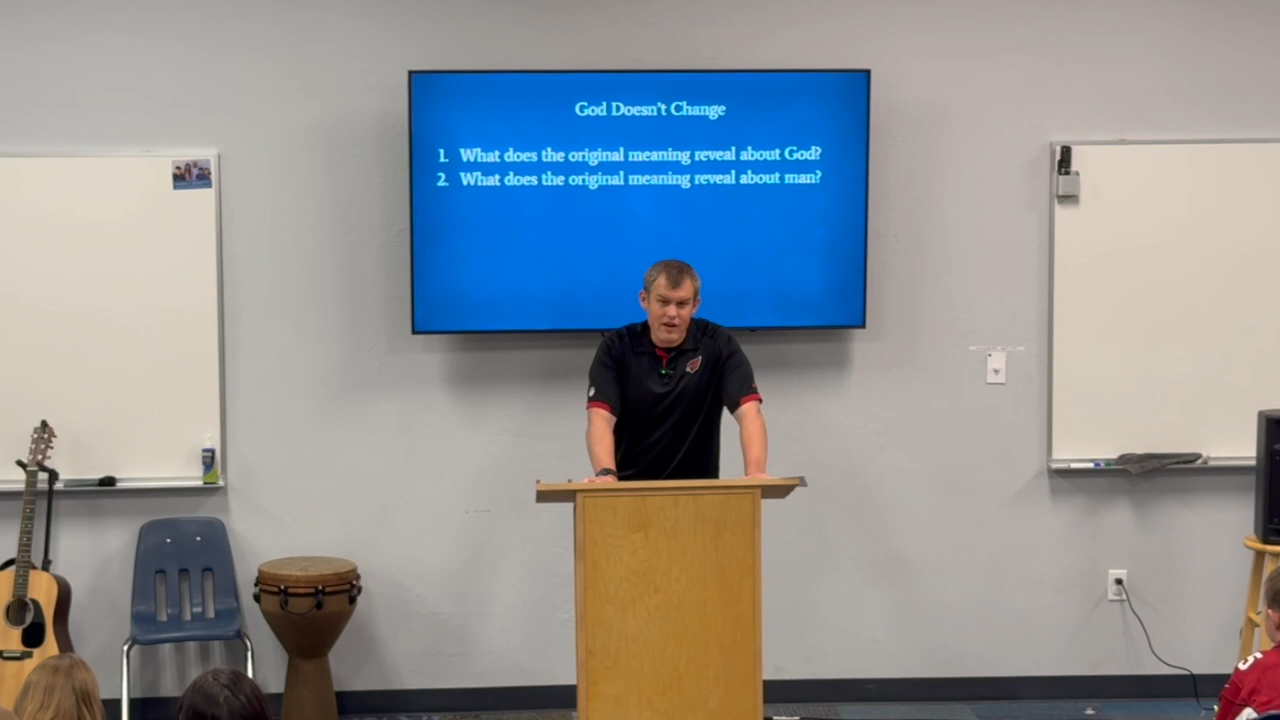 God Doesn't Change
1. What does the original meaning reveal about God?
2. What does the original meaning reveal about man?
5